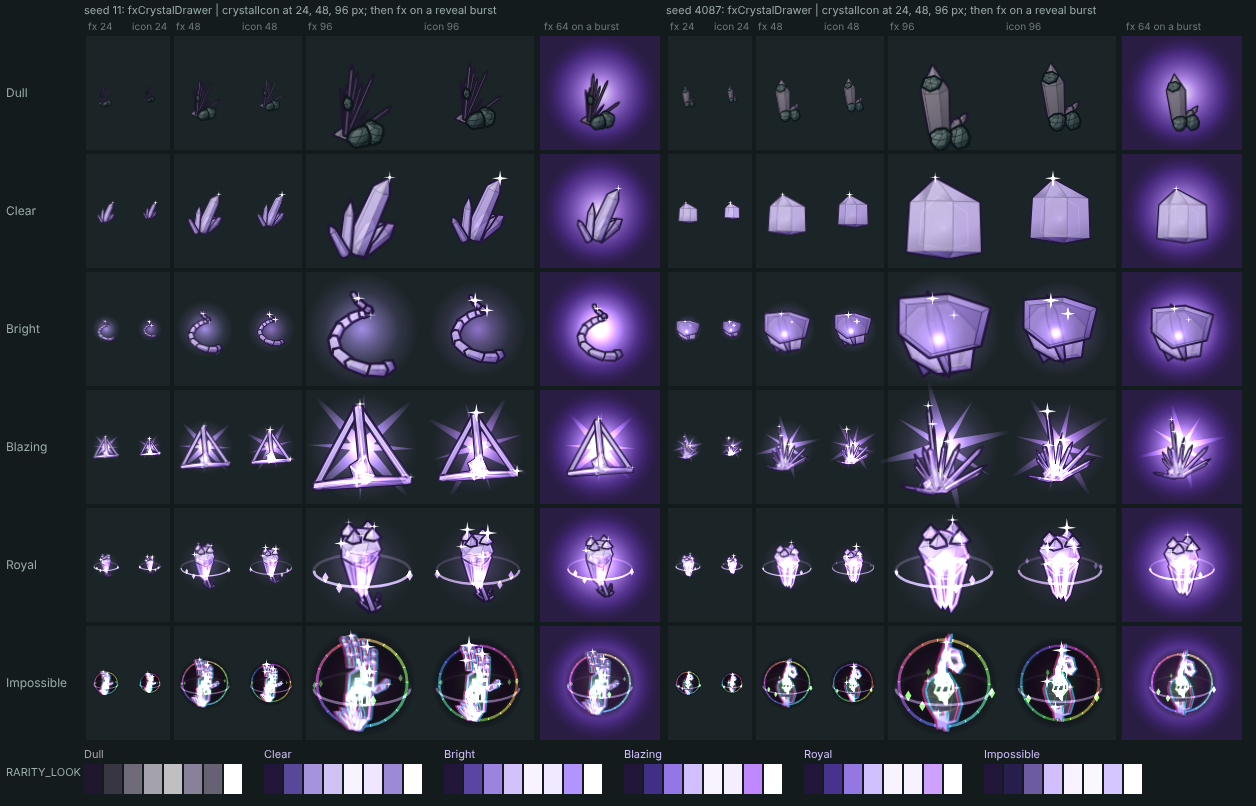 seed 11: fxCrystalDrawer | crystalIcon at 24, 48, 96 px; then fx on a reveal burst
seed 4087: fxCrystalDrawer | crystalIcon at 24, 48, 96 px; then fx on a reveal burst
fx 24 icon 24 fx 48 icon 48 fx 96 icon 96 fx 64 on a burst
fx 24 icon 24 fx 48 icon 48 fx 96 icon 96 fx 64 on a burst
Dull
Clear
Bright
Blazing
Royal
Impossible
Dull Clear Bright Blazing Royal Impossible
RARITY_LOOK